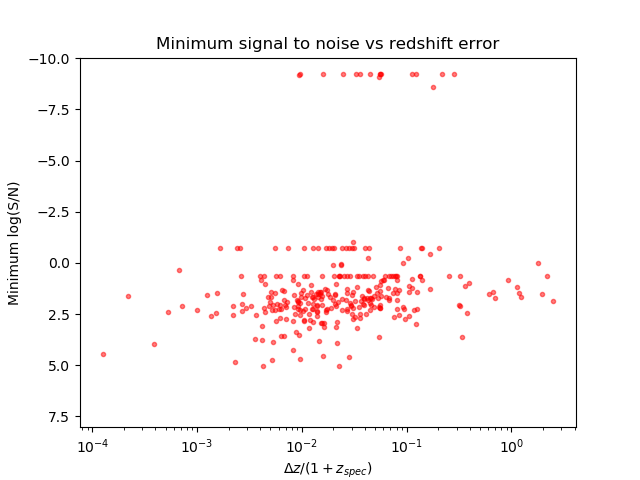 Minimum signal to noise vs redshift error
Minimum log(S/N)
−10.0
−7.5
−5.0
−2.5
0.0
2.5
5.0
7.5
10⁻⁴ 10⁻³ 10⁻² 10⁻¹ 10⁰
Δz/(1 + z_spec)